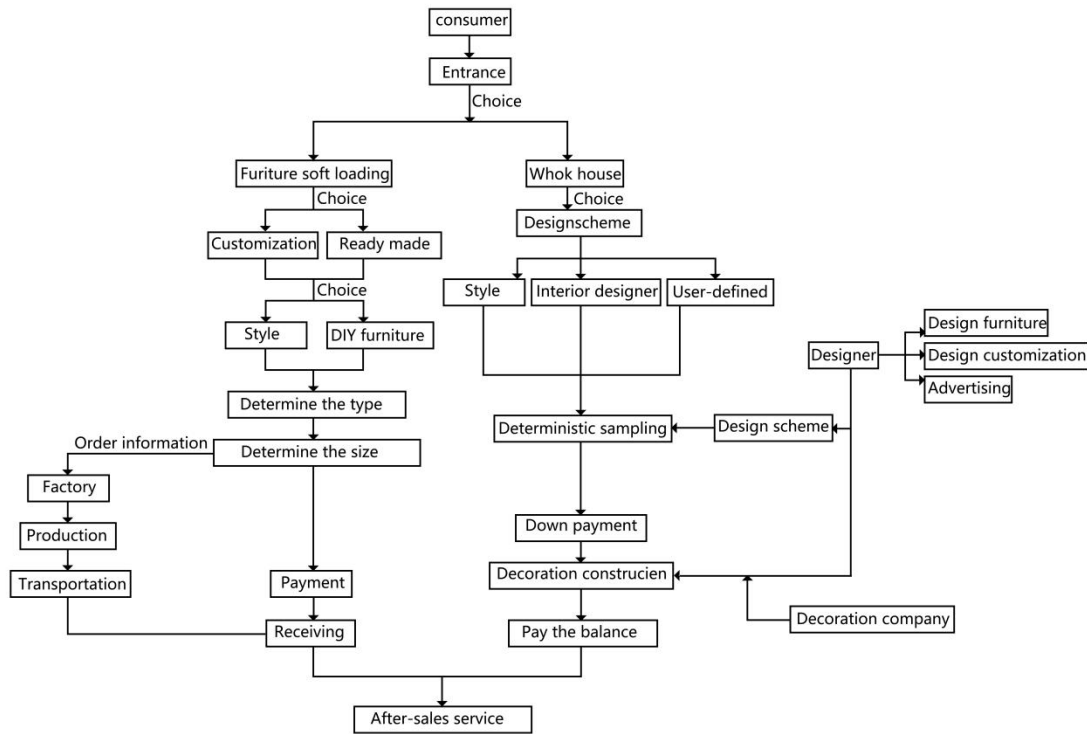 consumer
Entrance
Choice
Furiture soft loading
Whok house
Choice
Choice
Designscheme
Customization
Ready made
Choice
Style
Interior designer
User-defined
Style
DIY furniture
Design furniture
Designer
Design customization
Advertising
Determine the type
Deterministic sampling
Design scheme
Order information
Determine the size
Factory
Production
Down payment
Transportation
Payment
Decoration construcien
Decoration company
Receiving
Pay the balance
After-sales service